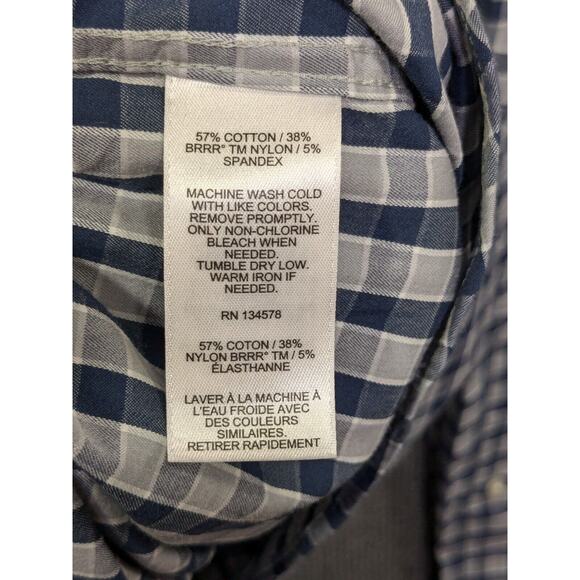 57% COTTON / 38%
BRRR° TM NYLON / 5%
SPANDEX
MACHINE WASH COLD
WITH LIKE COLORS.
REMOVE PROMPTLY.
ONLY NON-CHLORINE
BLEACH WHEN
NEEDED.
TUMBLE DRY LOW.
WARM IRON IF
NEEDED.
RN 134578
57% COTON / 38%
NYLON BRRR° TM / 5%
ÉLASTHANNE
LAVER À LA MACHINE À
L'EAU FROIDE AVEC
DES COULEURS
SIMILAIRES.
RETIRER RAPIDEMENT